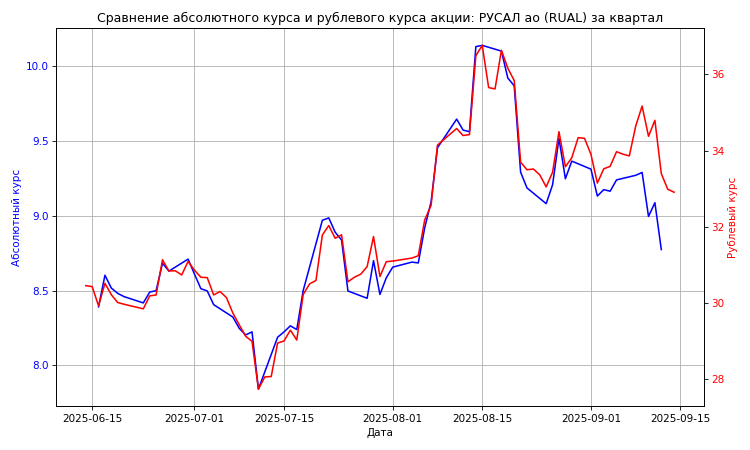 Сравнение абсолютного курса и рублевого курса акции: РУСАЛ ао (RUAL) за квартал
10.0
9.5
9.0
8.5
8.0
Абсолютный курс
36
34
32
30
28
Рублевый курс
2025-06-15 2025-07-01 2025-07-15 2025-08-01 2025-08-15 2025-09-01 2025-09-15
Дата